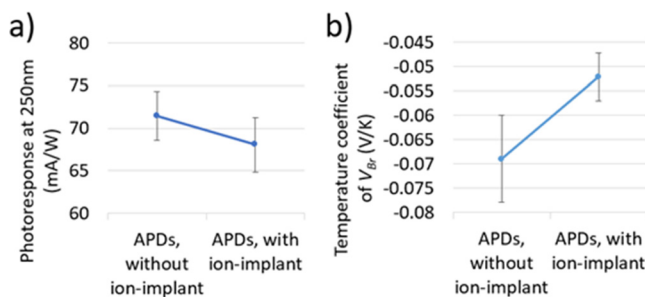 a)
Photoresponse at 250nm
(mA/W)
80
75
70
65
60
APDs,
without
ion-implant
APDs, with
ion-implant
b)
Temperature coefficient
of V_Br (V/K)
-0.045
-0.05
-0.055
-0.06
-0.065
-0.07
-0.075
-0.08
APDs,
without
ion-implant
APDs, with
ion-implant